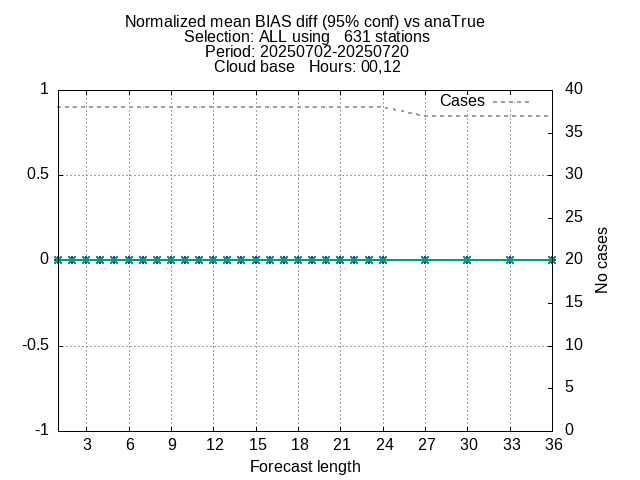 Normalized mean BIAS diff (95% conf) vs anaTrue
Selection: ALL using   631 stations
Period: 20250702-20250720
Cloud base   Hours: 00,12
Cases
1
0.5
0
-0.5
-1
40
35
30
25
20
15
10
5
0
No cases
3 6 9 12 15 18 21 24 27 30 33 36
Forecast length